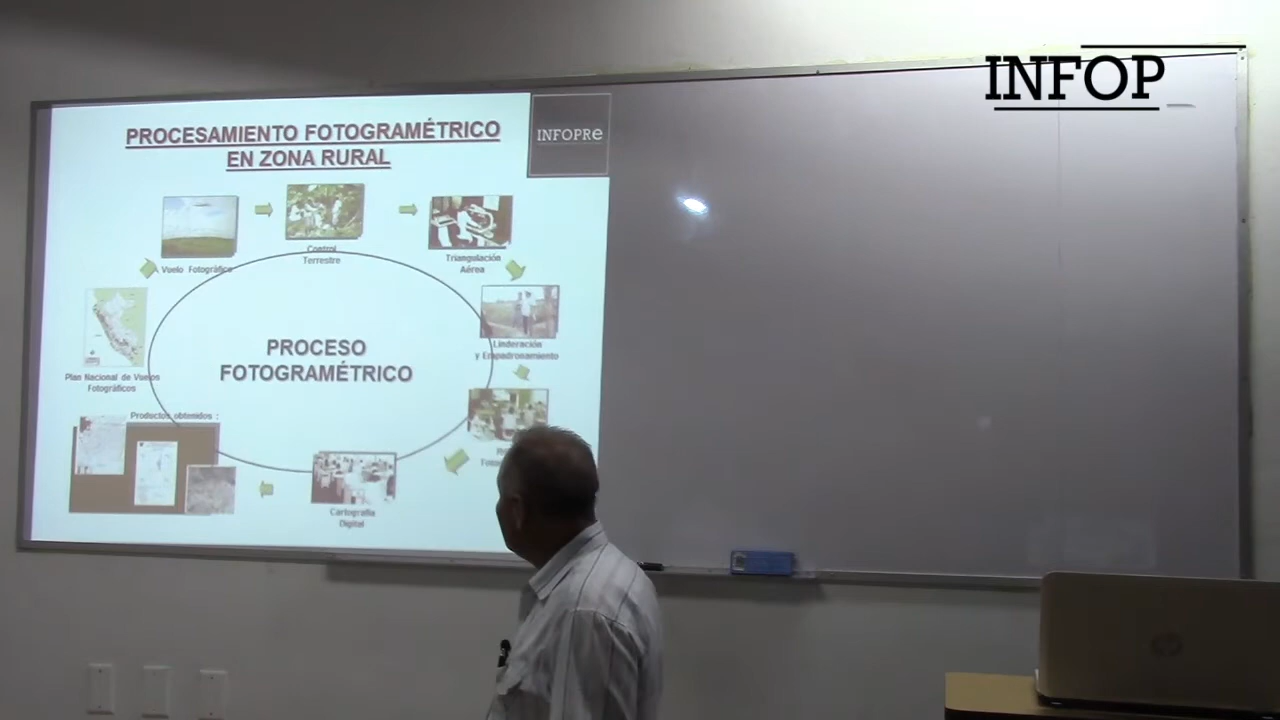 INFOP
INFOPRe
PROCESAMIENTO FOTOGRAMÉTRICO
EN ZONA RURAL
Vuelo Fotográfico
Control
Terrestre
Triangulación
Aérea
Linderación
y Empadronamiento
Plan Nacional de Vuelos
Fotográficos
PROCESO
FOTOGRAMÉTRICO
Productos obtenidos :
Cartografía
Digital